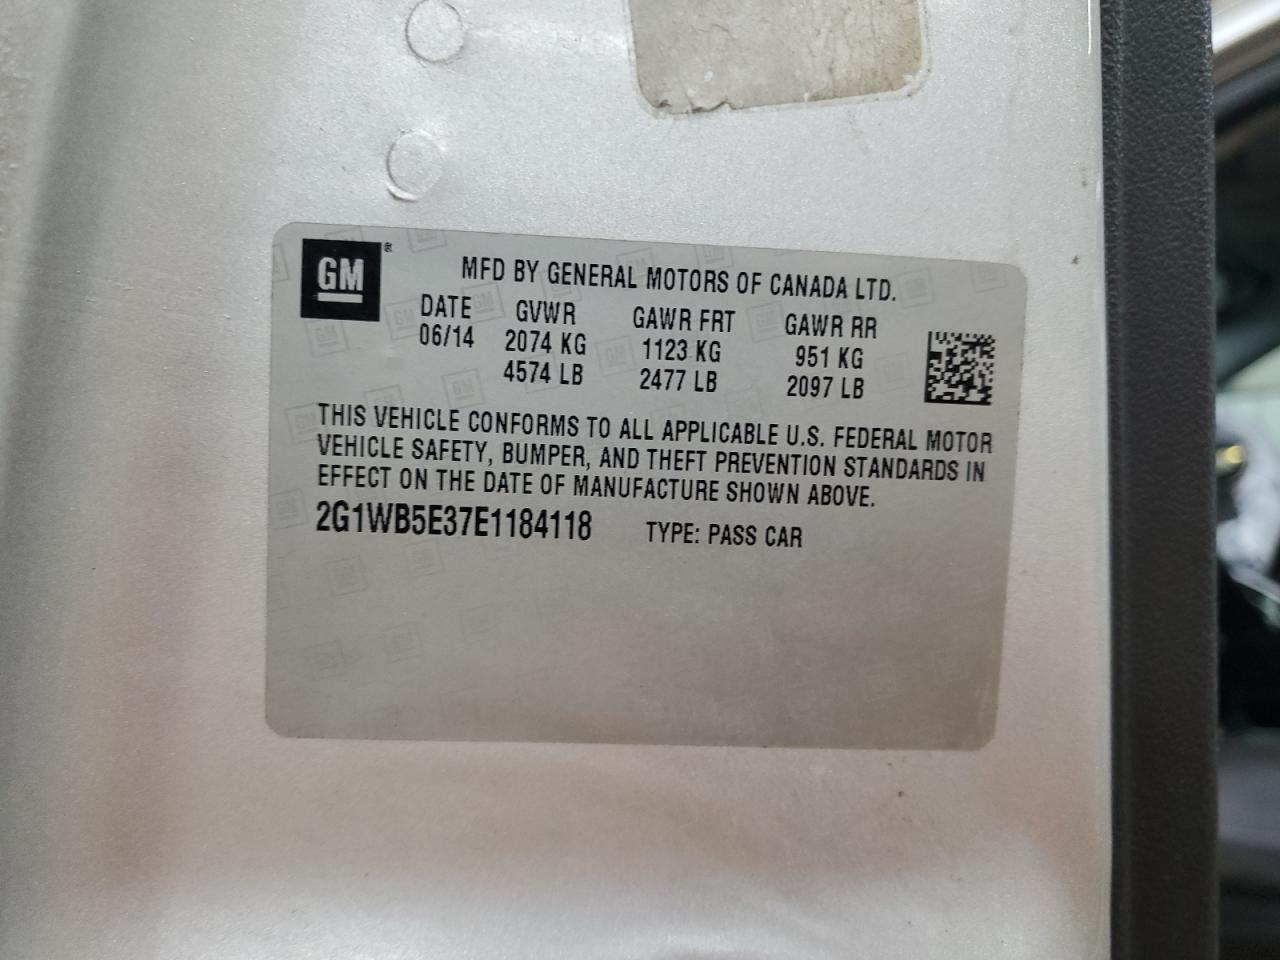 GM ®
MFD BY GENERAL MOTORS OF CANADA LTD.
DATE GVWR GAWR FRT GAWR RR
06/14 2074 KG 1123 KG 951 KG
4574 LB 2477 LB 2097 LB
THIS VEHICLE CONFORMS TO ALL APPLICABLE U.S. FEDERAL MOTOR
VEHICLE SAFETY, BUMPER, AND THEFT PREVENTION STANDARDS IN
EFFECT ON THE DATE OF MANUFACTURE SHOWN ABOVE.
2G1WB5E37E1184118 TYPE: PASS CAR